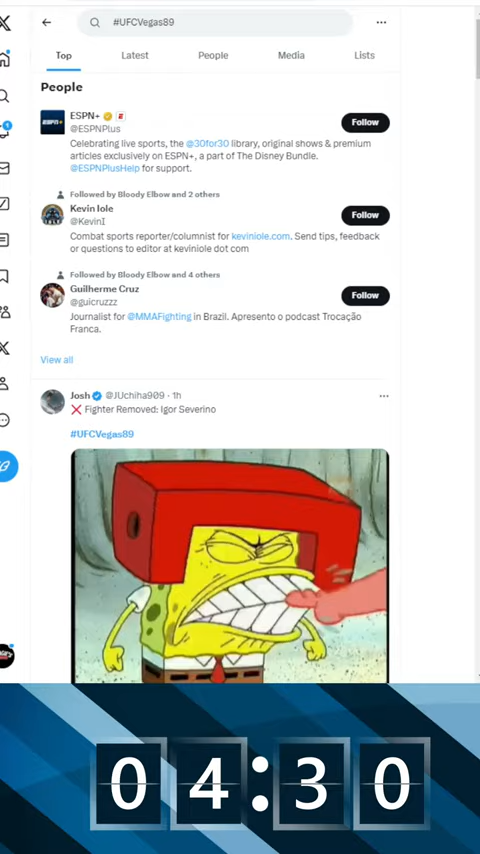 #UFCVegas89
Top
Latest
People
Media
Lists
People
ESPN+
@ESPNPlus
Follow
Celebrating live sports, the @30for30 library, original shows & premium
articles exclusively on ESPN+, a part of The Disney Bundle.
@ESPNPlusHelp for support.
Followed by Bloody Elbow and 2 others
Kevin Iole
@KevinI
Follow
Combat sports reporter/columnist for keviniole.com. Send tips, feedback
or questions to editor at keviniole dot com
Followed by Bloody Elbow and 4 others
Guilherme Cruz
@guicruzzz
Follow
Journalist for @MMAFighting in Brazil. Apresento o podcast Trocação
Franca.
View all
Josh @JUchiha909 · 1h
❌ Fighter Removed: Igor Severino
#UFCVegas89
04:30